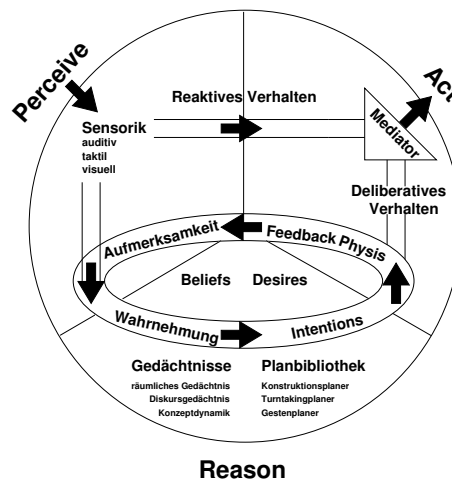 Perceive
Act
Reaktives Verhalten
Mediator
Sensorik
auditiv
taktil
visuell
Deliberatives
Verhalten
Aufmerksamkeit
Feedback Physis
Beliefs
Desires
Wahrnehmung
Intentions
Gedächtnisse
räumliches Gedächtnis
Diskursgedächtnis
Konzeptdynamik
Planbibliothek
Konstruktionsplaner
Turntakingplaner
Gestenplaner
Reason